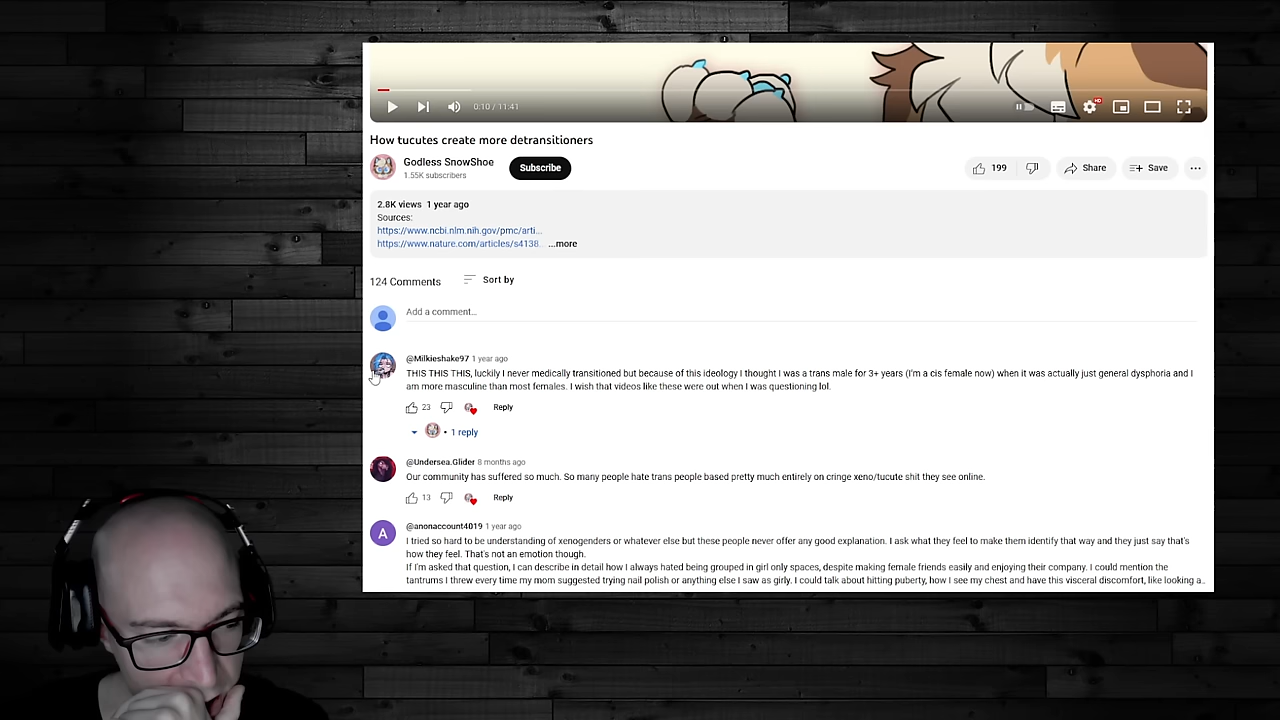 0:10 / 11:41
HD
How tucutes create more detransitioners
Godless SnowShoe
1.55K subscribers
Subscribe
199
Share
Save
2.8K views 1 year ago
Sources:
https://www.ncbi.nlm.nih.gov/pmc/arti...
https://www.nature.com/articles/s4138... ...more
124 Comments
Sort by
Add a comment...
@Milkieshake97 1 year ago
THIS THIS THIS, luckily I never medically transitioned but because of this ideology I thought I was a trans male for 3+ years (I'm a cis female now) when it was actually just general dysphoria and I
am more masculine than most females. I wish that videos like these were out when I was questioning lol.
23
Reply
1 reply
@Undersea.Glider 8 months ago
Our community has suffered so much. So many people hate trans people based pretty much entirely on cringe xeno/tucute shit they see online.
13
Reply
A
@anonaccount4019 1 year ago
I tried so hard to be understanding of xenogenders or whatever else but these people never offer any good explanation. I ask what they feel to make them identify that way and they just say that's
how they feel. That's not an emotion though.
If I'm asked that question, I can describe in detail how I always hated being grouped in girl only spaces, despite making female friends easily and enjoying their company. I could mention the
tantrums I threw every time my mom suggested trying nail polish or anything else I saw as girly. I could talk about hitting puberty, how I see my chest and have this visceral discomfort, like looking a..